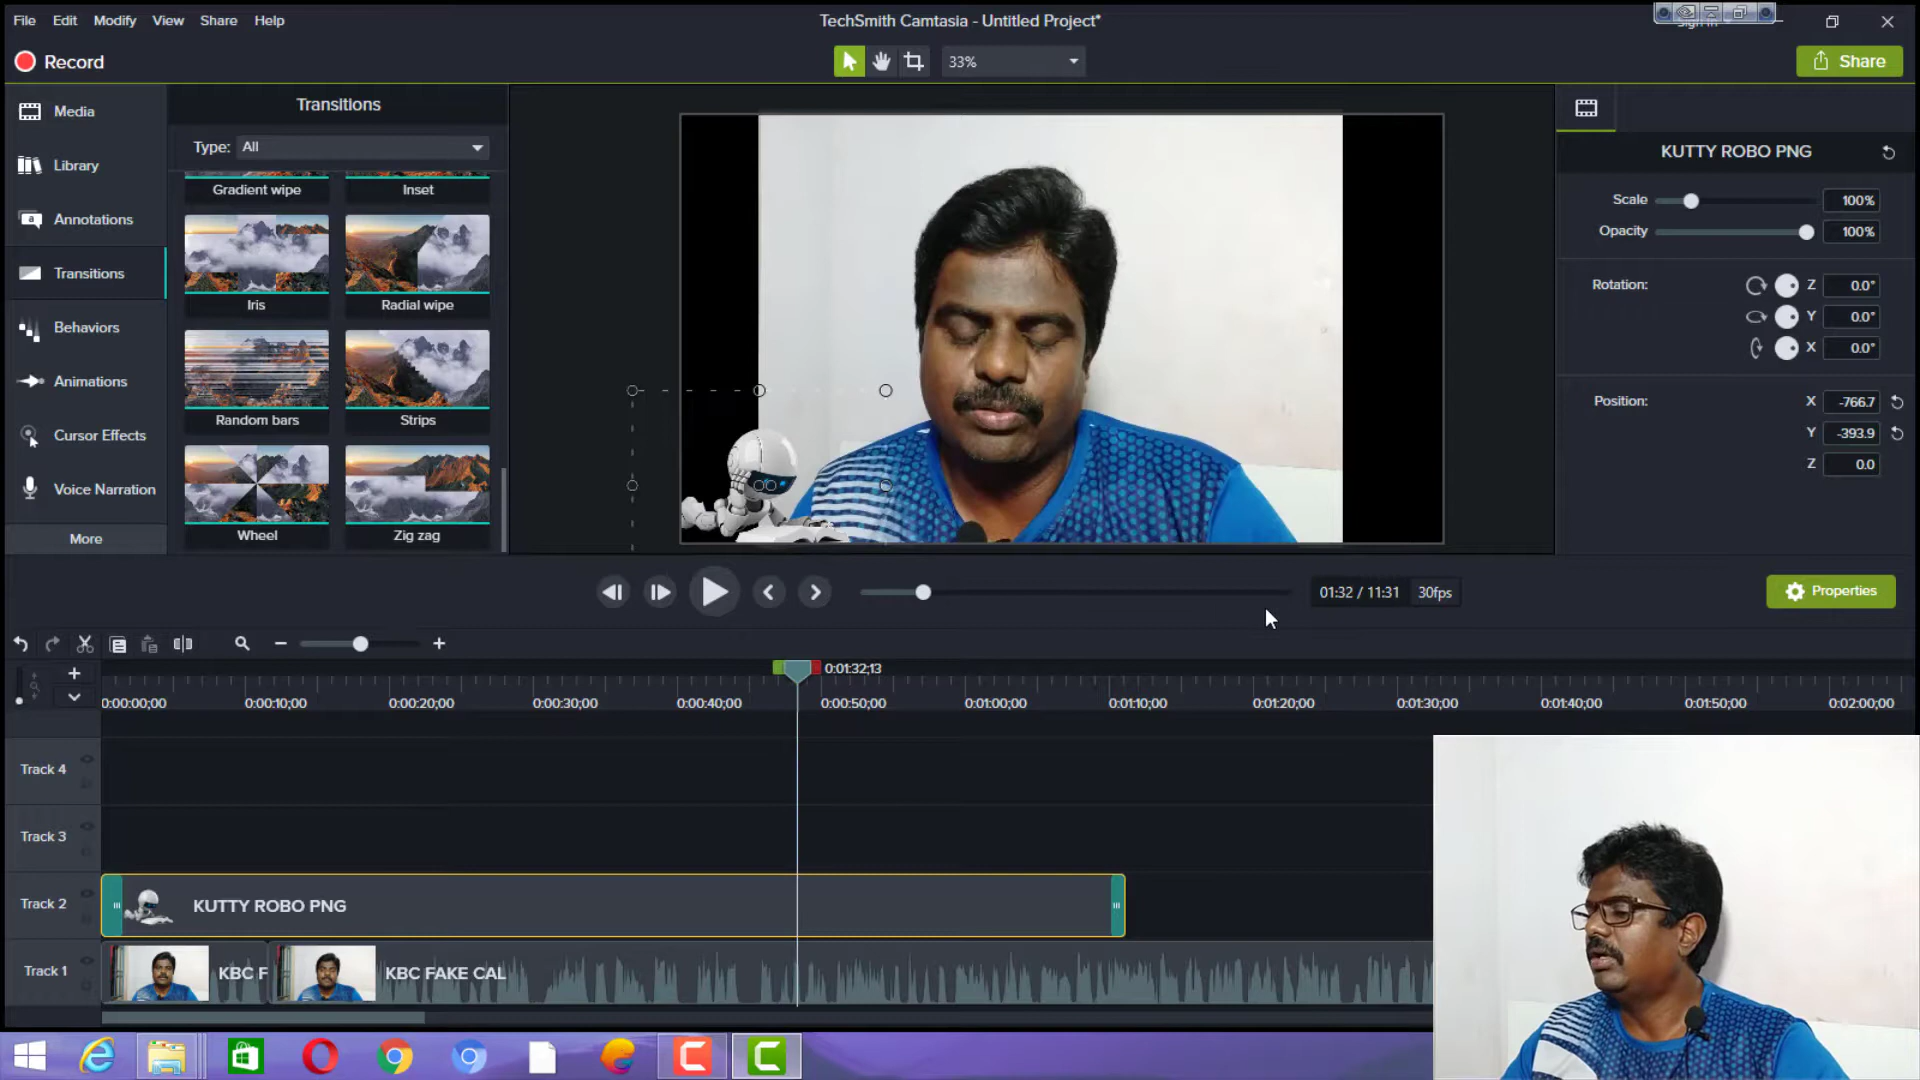 File Edit Modify View Share Help
TechSmith Camtasia - Untitled Project*
Record
33%
Share
Media
Library
Annotations
Transitions
Behaviors
Animations
Cursor Effects
Voice Narration
More
Transitions
Type: All
Gradient wipe Inset
Iris Radial wipe
Random bars Strips
Wheel Zig zag
KUTTY ROBO PNG
Scale 100%
Opacity 100%
Rotation: Z 0.0°
Y 0.0°
X 0.0°
Position: X -766.7
Y -393.9
Z 0.0
01:32 / 11:31 30fps
Properties
0:01:32;13
0:00:00;00 0:00:10;00 0:00:20;00 0:00:30;00 0:00:40;00 0:00:50;00 0:01:00;00 0:01:10;00 0:01:20;00 0:01:30;00 0:01:40;00 0:01:50;00 0:02:00;00
Track 4
Track 3
Track 2 KUTTY ROBO PNG
Track 1 KBC F KBC FAKE CAL